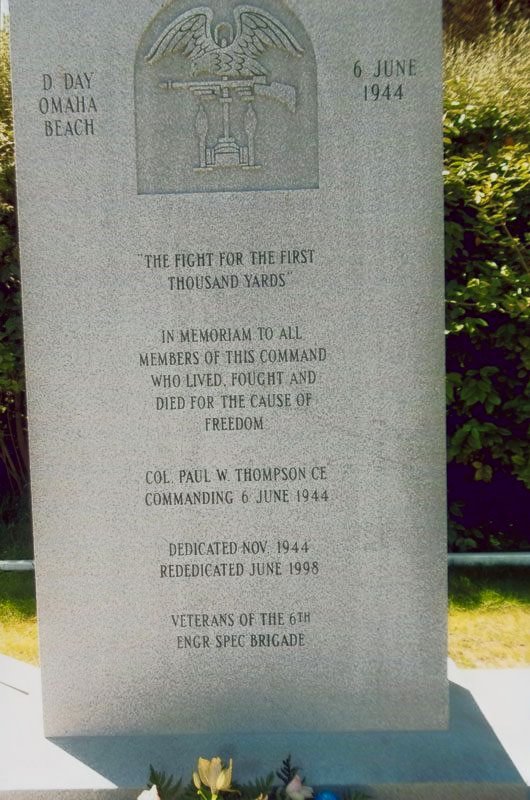 D DAY
OMAHA
BEACH
6 JUNE
1944
"THE FIGHT FOR THE FIRST
THOUSAND YARDS"
IN MEMORIAM TO ALL
MEMBERS OF THIS COMMAND
WHO LIVED, FOUGHT AND
DIED FOR THE CAUSE OF
FREEDOM
COL. PAUL W. THOMPSON CE
COMMANDING 6 JUNE 1944
DEDICATED NOV 1944
REDEDICATED JUNE 1998
VETERANS OF THE 6TH
ENGR SPEC BRIGADE